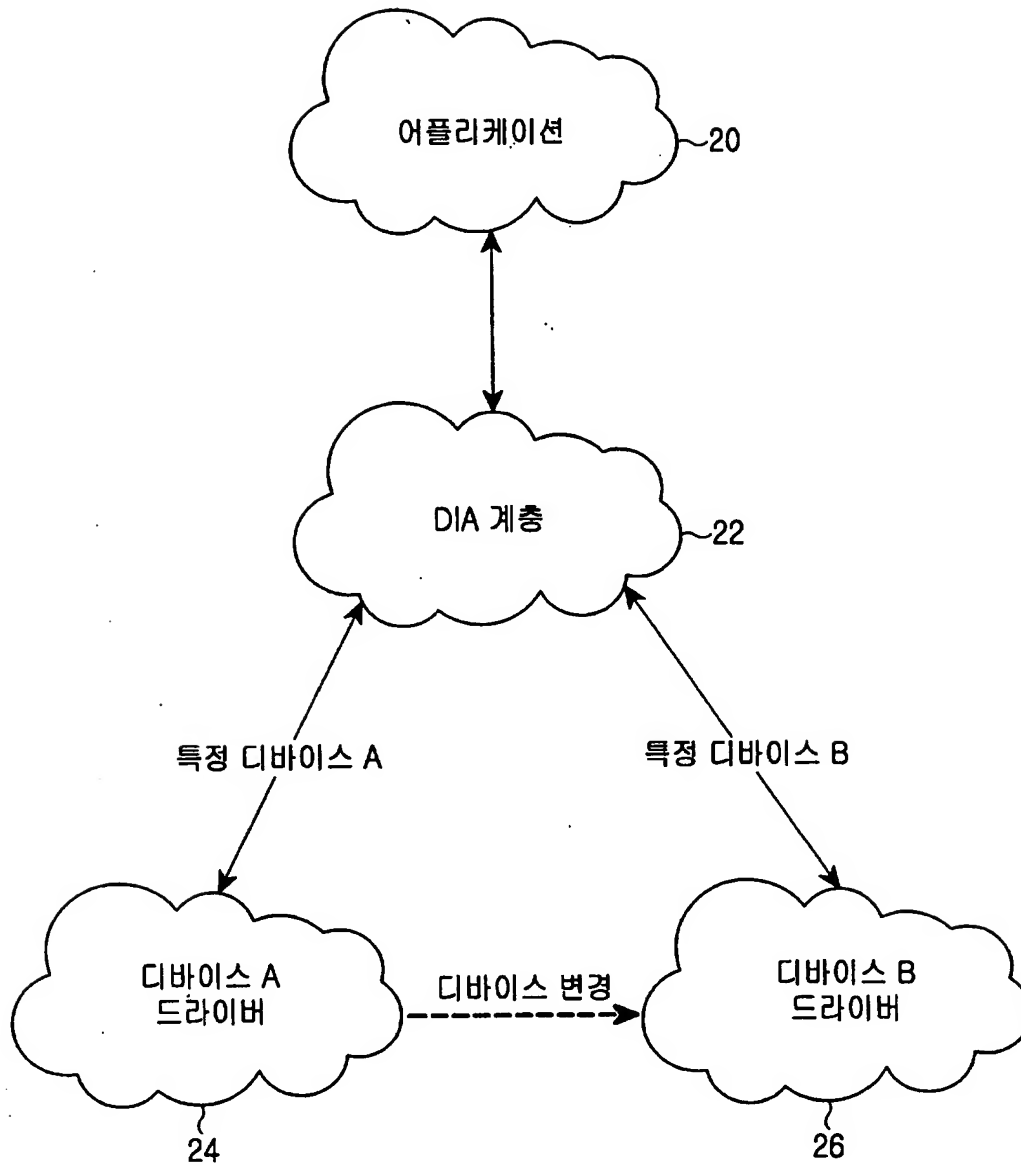 어플리케이션
20
DIA 계층
22
특정 디바이스 A
특정 디바이스 B
디바이스 A
드라이버
디바이스 변경
디바이스 B
드라이버
24
26